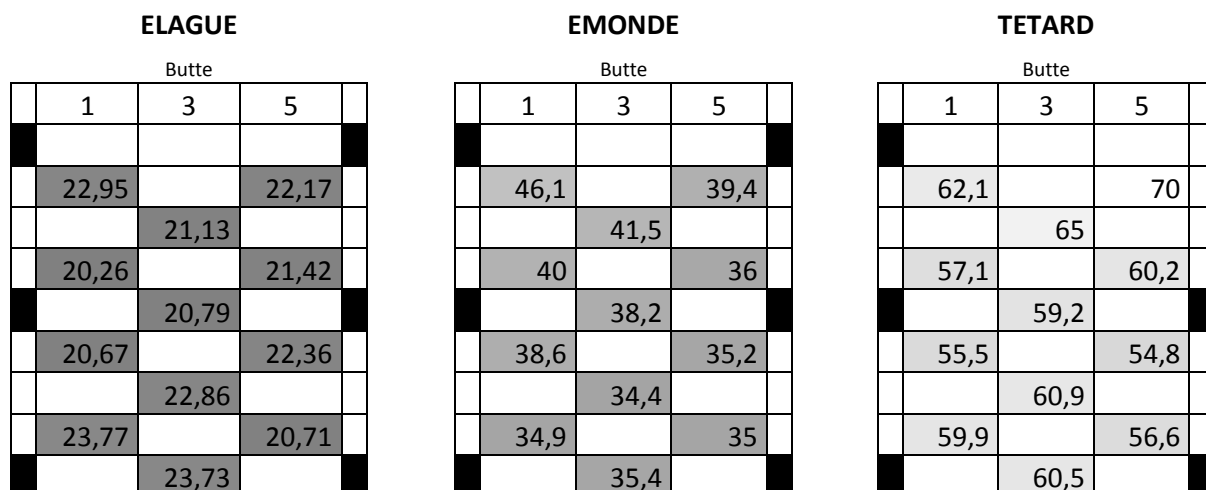 ELAGUE EMONDE TETARD
Butte Butte Butte
1 3 5 1 3 5 1 3 5
22,95 22,17 46,1 39,4 62,1 70
21,13 41,5 65
20,26 21,42 40 36 57,1 60,2
20,79 38,2 59,2
20,67 22,36 38,6 35,2 55,5 54,8
22,86 34,4 60,9
23,77 20,71 34,9 35 59,9 56,6
23,73 35,4 60,5